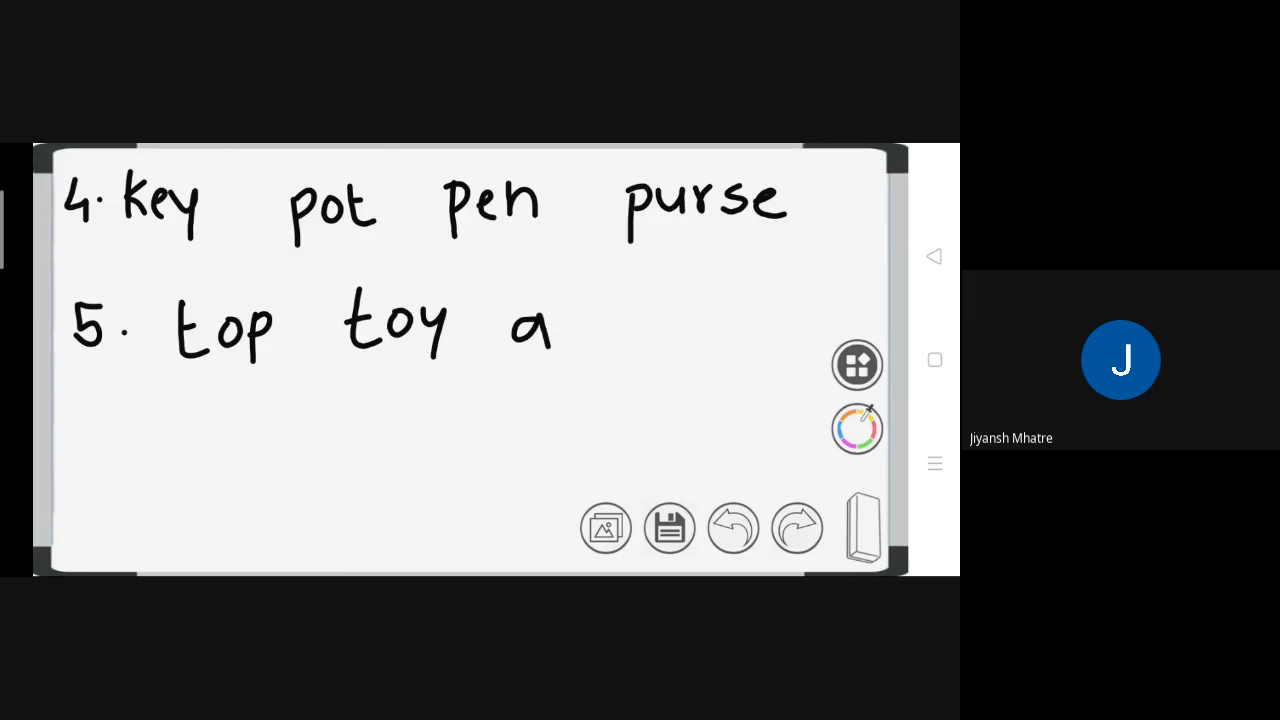 4. key pot pen purse
5. top toy a
J
Jiyansh Mhatre